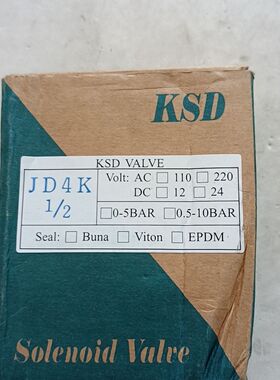 KSD
KSD VALVE
JD4K
1/2
Volt: AC □ 110 □ 220
DC □ 12 □ 24
□ 0-5BAR □ 0.5-10BAR
Seal: □ Buna □ Viton □ EPDM
Solenoid Valve